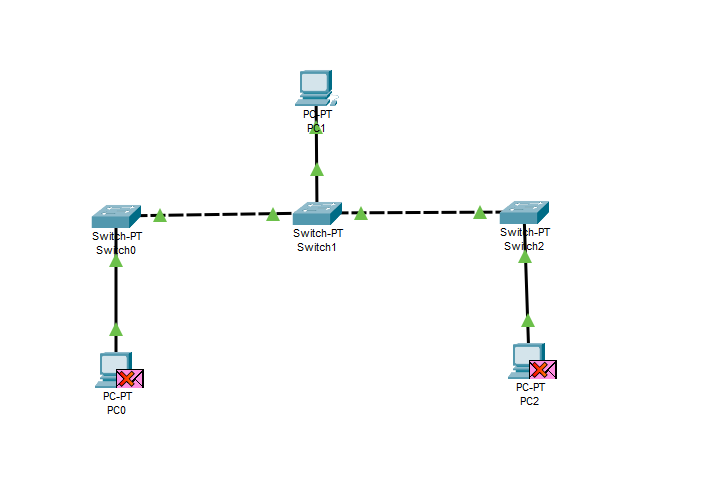 PC-PT
PC1
Switch-PT
Switch0
Switch-PT
Switch1
Switch-PT
Switch2
PC-PT
PC0
PC-PT
PC2